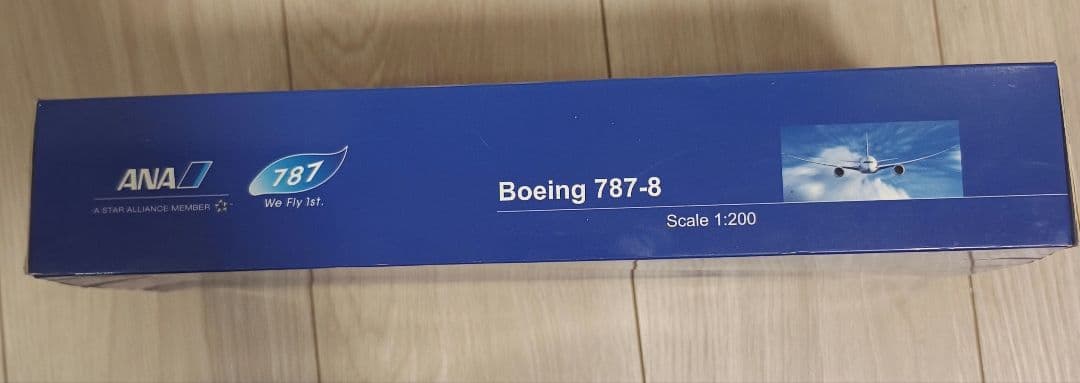 ANA
A STAR ALLIANCE MEMBER
787
We Fly 1st.
Boeing 787-8
Scale 1:200